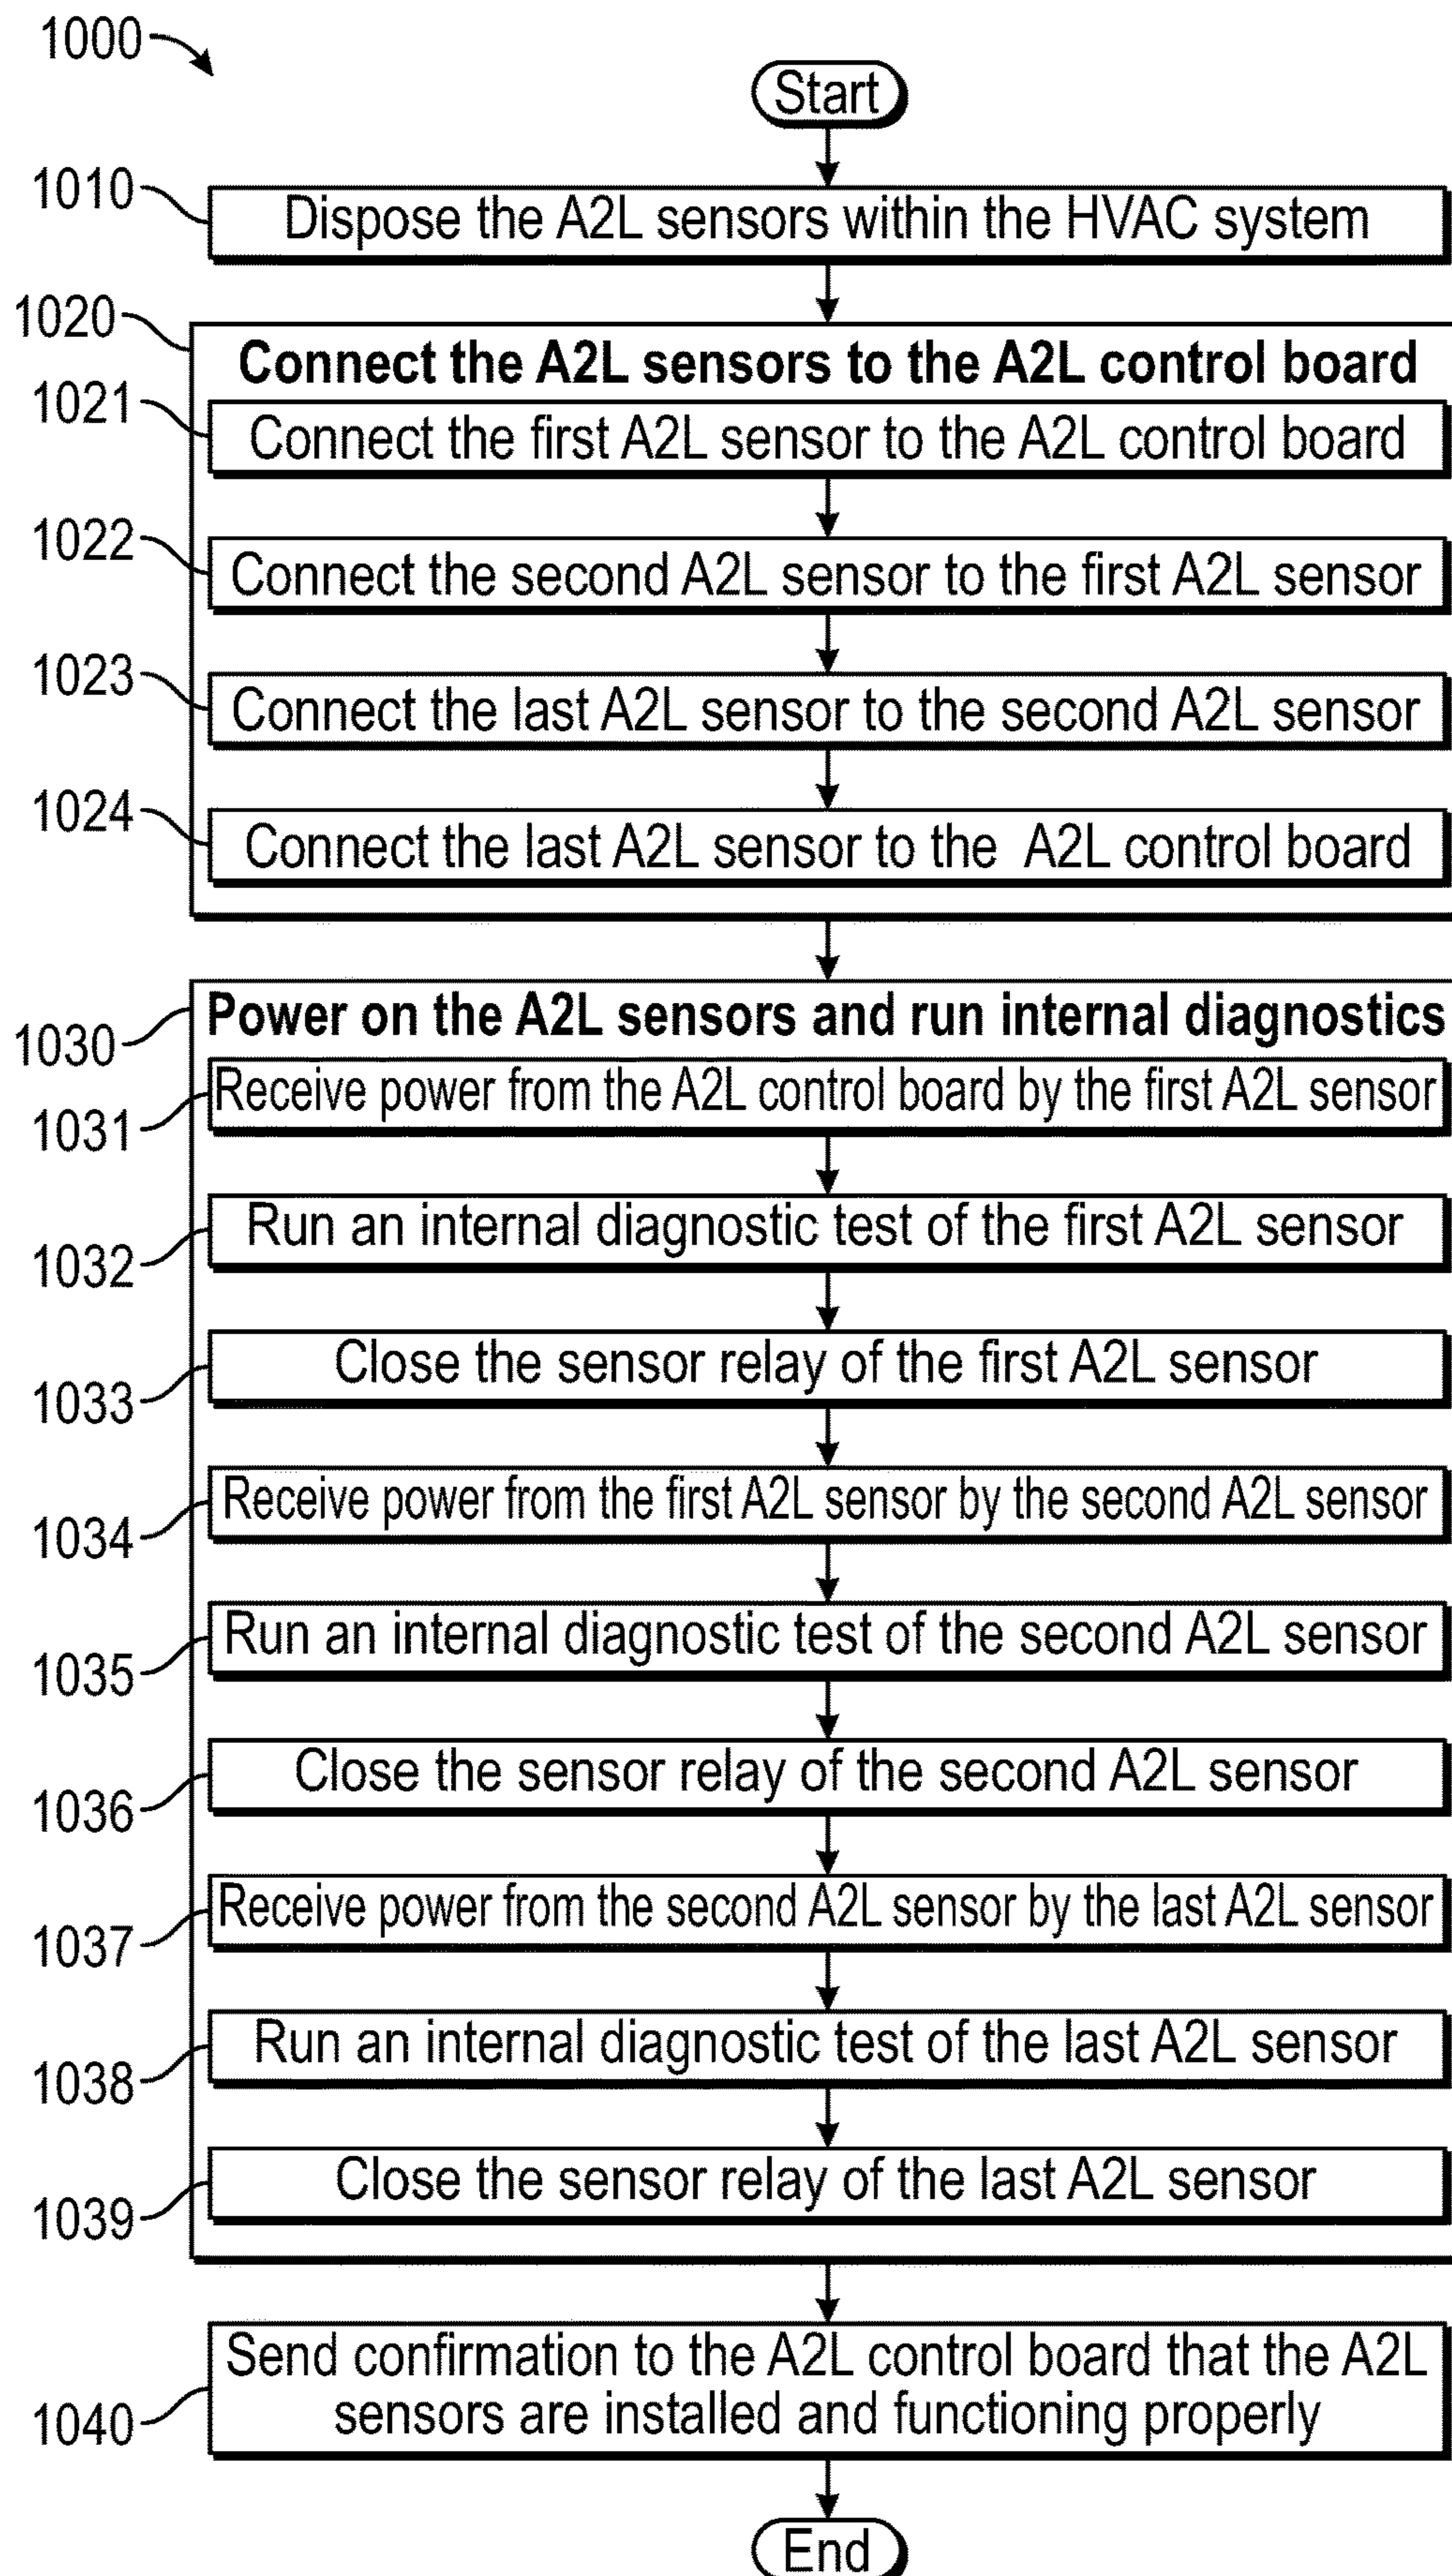 1000
Start
1010
Dispose the A2L sensors within the HVAC system
1020
Connect the A2L sensors to the A2L control board
1021
Connect the first A2L sensor to the A2L control board
1022
Connect the second A2L sensor to the first A2L sensor
1023
Connect the last A2L sensor to the second A2L sensor
1024
Connect the last A2L sensor to the A2L control board
1030
Power on the A2L sensors and run internal diagnostics
1031
Receive power from the A2L control board by the first A2L sensor
1032
Run an internal diagnostic test of the first A2L sensor
1033
Close the sensor relay of the first A2L sensor
1034
Receive power from the first A2L sensor by the second A2L sensor
1035
Run an internal diagnostic test of the second A2L sensor
1036
Close the sensor relay of the second A2L sensor
1037
Receive power from the second A2L sensor by the last A2L sensor
1038
Run an internal diagnostic test of the last A2L sensor
1039
Close the sensor relay of the last A2L sensor
1040
Send confirmation to the A2L control board that the A2L
sensors are installed and functioning properly
End